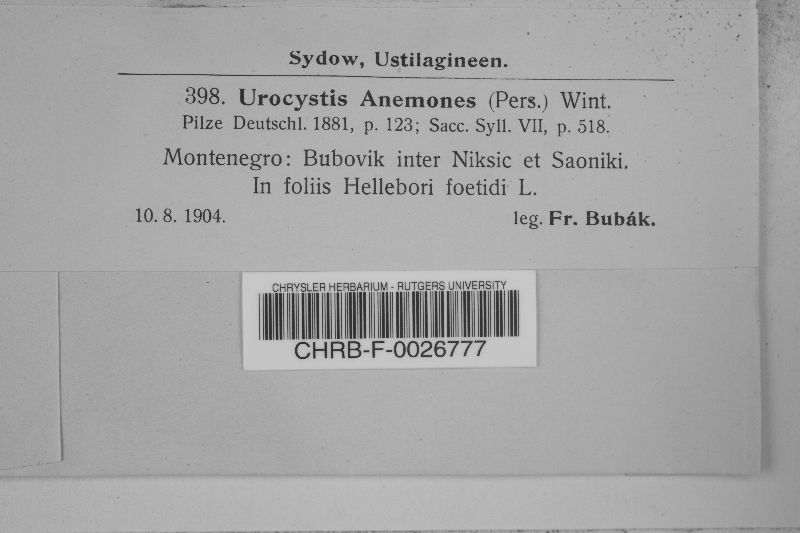 Sydow, Ustilagineen.
398. Urocystis Anemones (Pers.) Wint.
Pilze Deutschl. 1881, p. 123; Sacc. Syll. VII, p. 518.
Montenegro: Bubovik inter Niksic et Saoniki.
In foliis Hellebori foetidi L.
10. 8. 1904. leg. Fr. Bubák.
CHRYSLER HERBARIUM - RUTGERS UNIVERSITY
CHRB-F-0026777